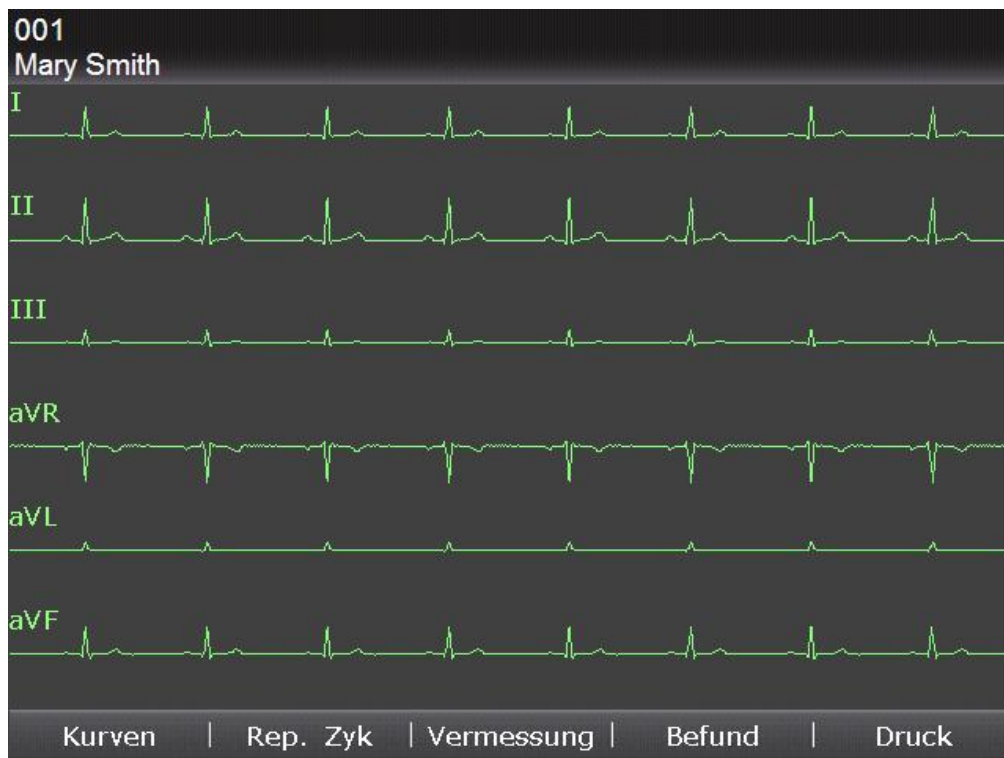 001
Mary Smith
I
II
III
aVR
aVL
aVF
Kurven | Rep. Zyk | Vermessung | Befund | Druck